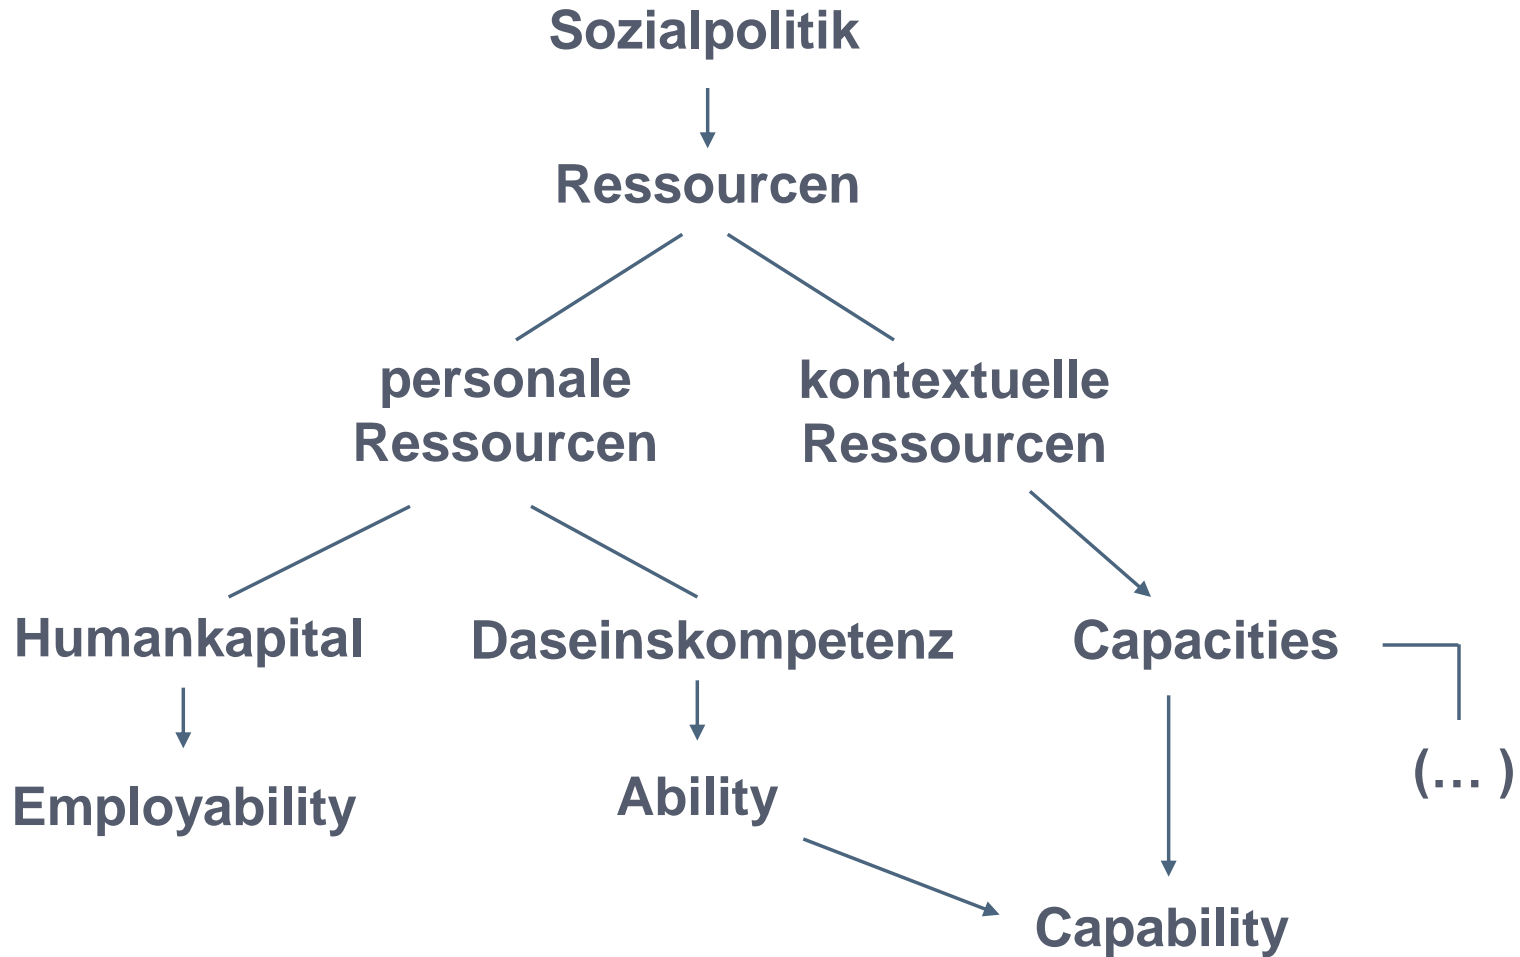 Sozialpolitik
Ressourcen
personale
Ressourcen
kontextuelle
Ressourcen
Humankapital
Daseinskompetenz
Capacities
Employability
Ability
(… )
Capability